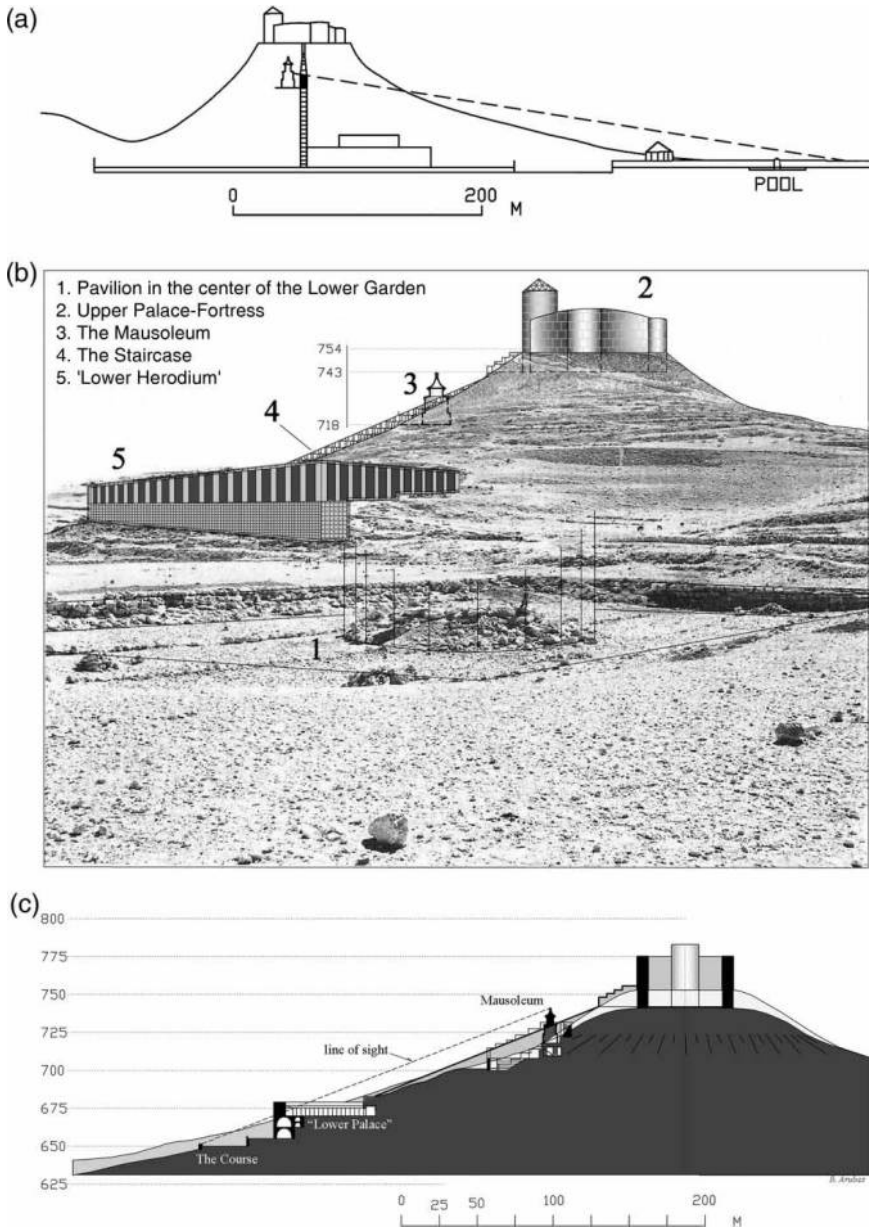 (a)
0
200
M
POOL
(b)
1. Pavilion in the center of the Lower Garden
2. Upper Palace-Fortress
3. The Mausoleum
4. The Staircase
5. 'Lower Herodium'
2
754
743
3
718
4
5
1
(c)
800
775
Mausoleum
750
725
line of sight
700
675
"Lower Palace"
650
The Course
625
B. Arubas
0 25 50 100 200
M